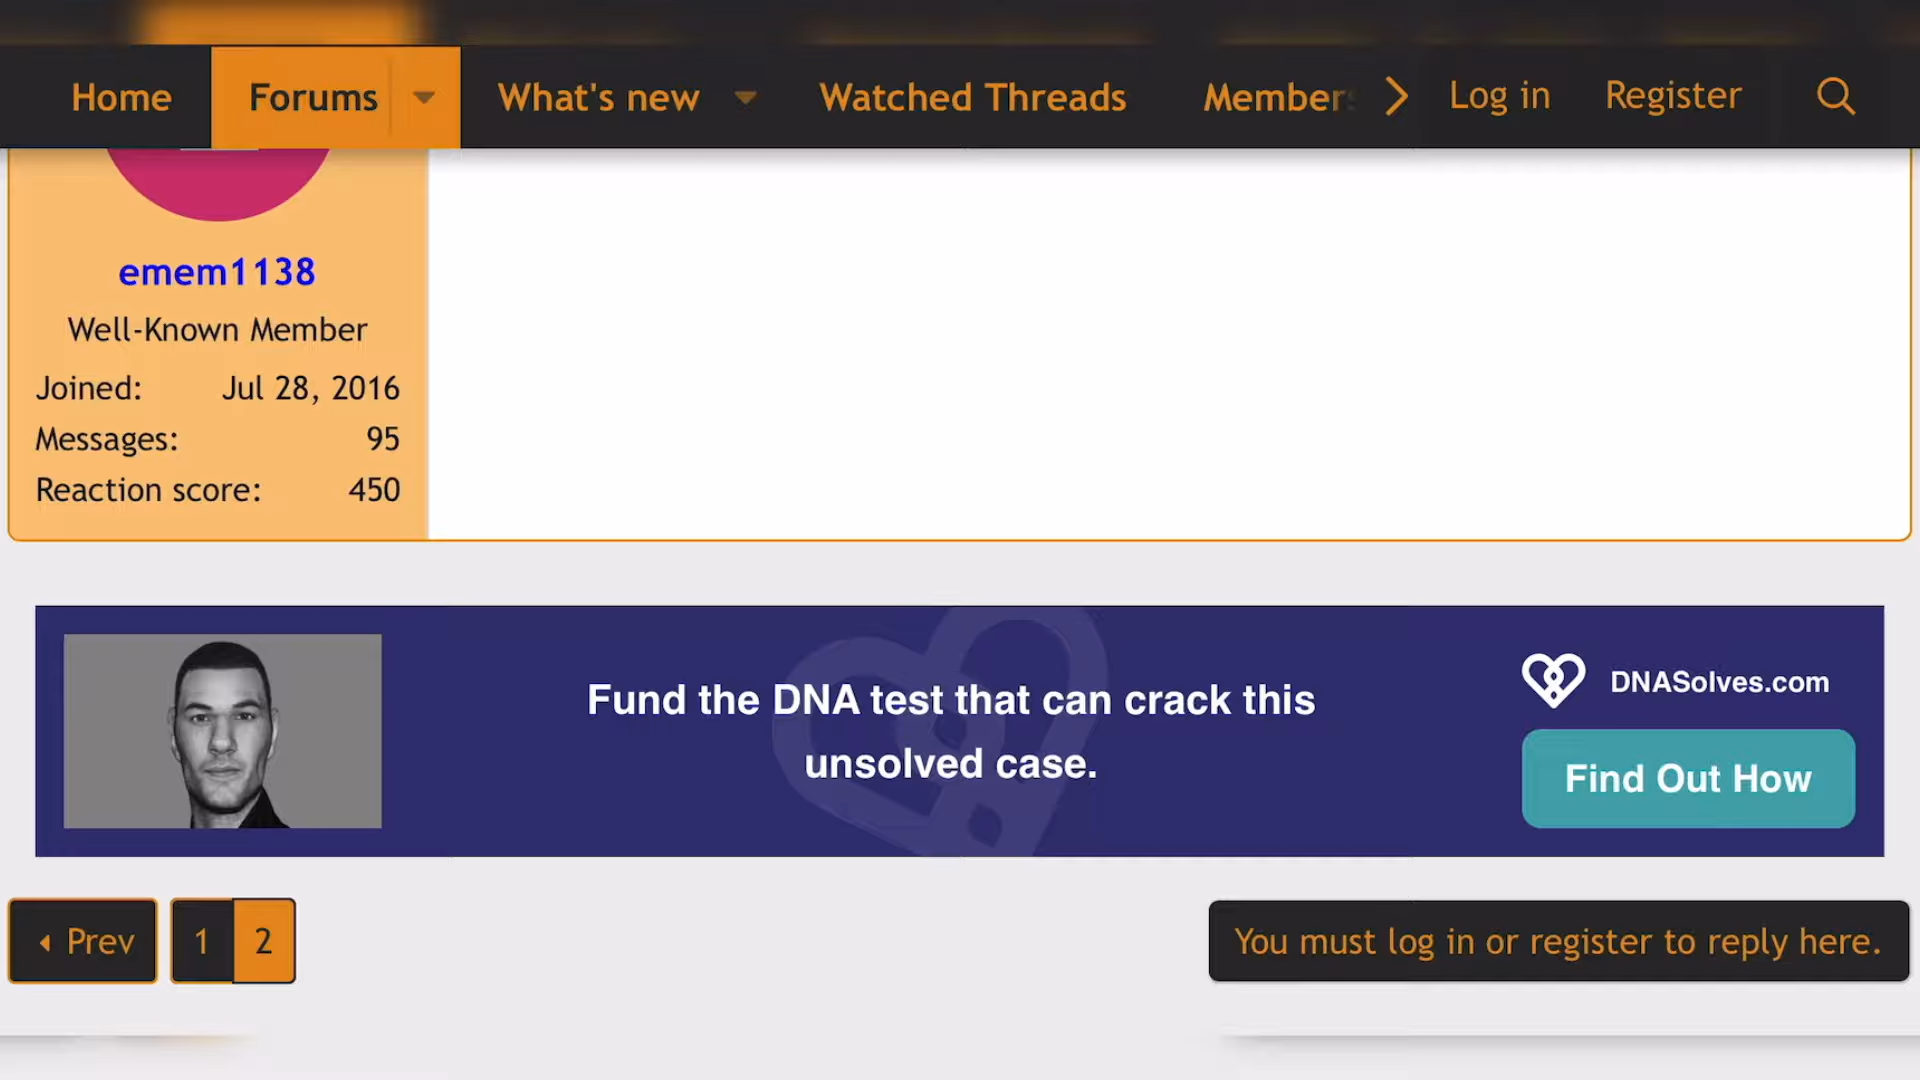 Home Forums What's new Watched Threads Members Log in Register
emem1138
Well-Known Member
Joined: Jul 28, 2016
Messages: 95
Reaction score: 450
Fund the DNA test that can crack this
unsolved case.
DNASolves.com
Find Out How
Prev 1 2
You must log in or register to reply here.